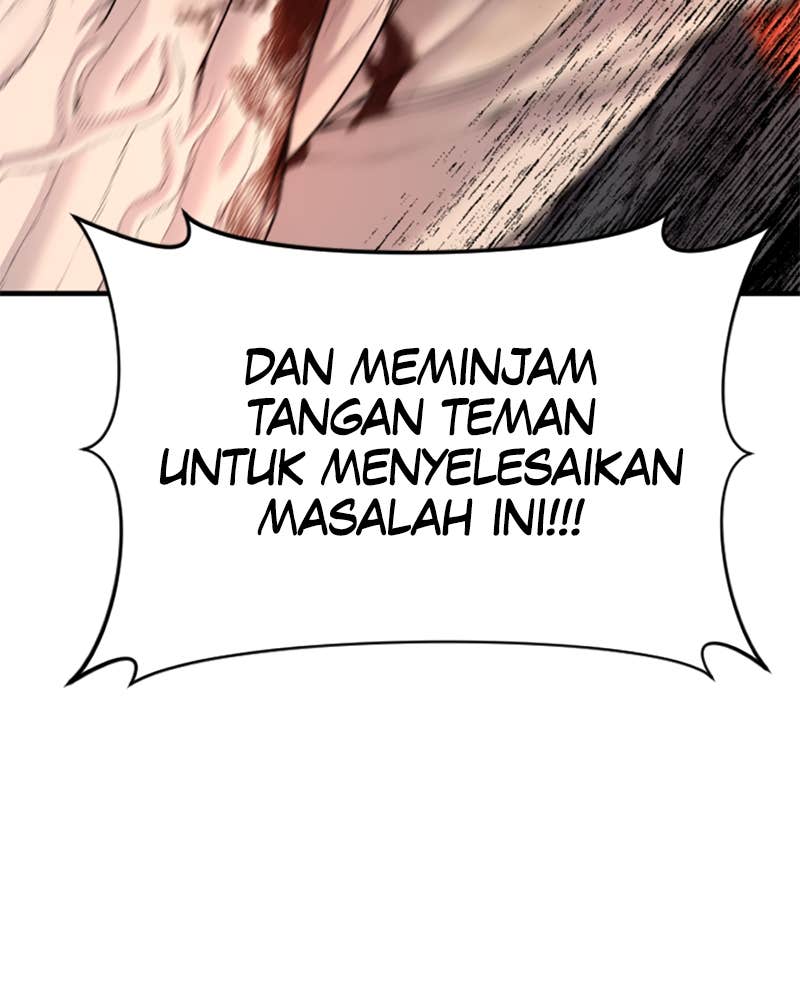 DAN MEMINJAM
TANGAN TEMAN
UNTUK MENYELESAIKAN
MASALAH INI!!!